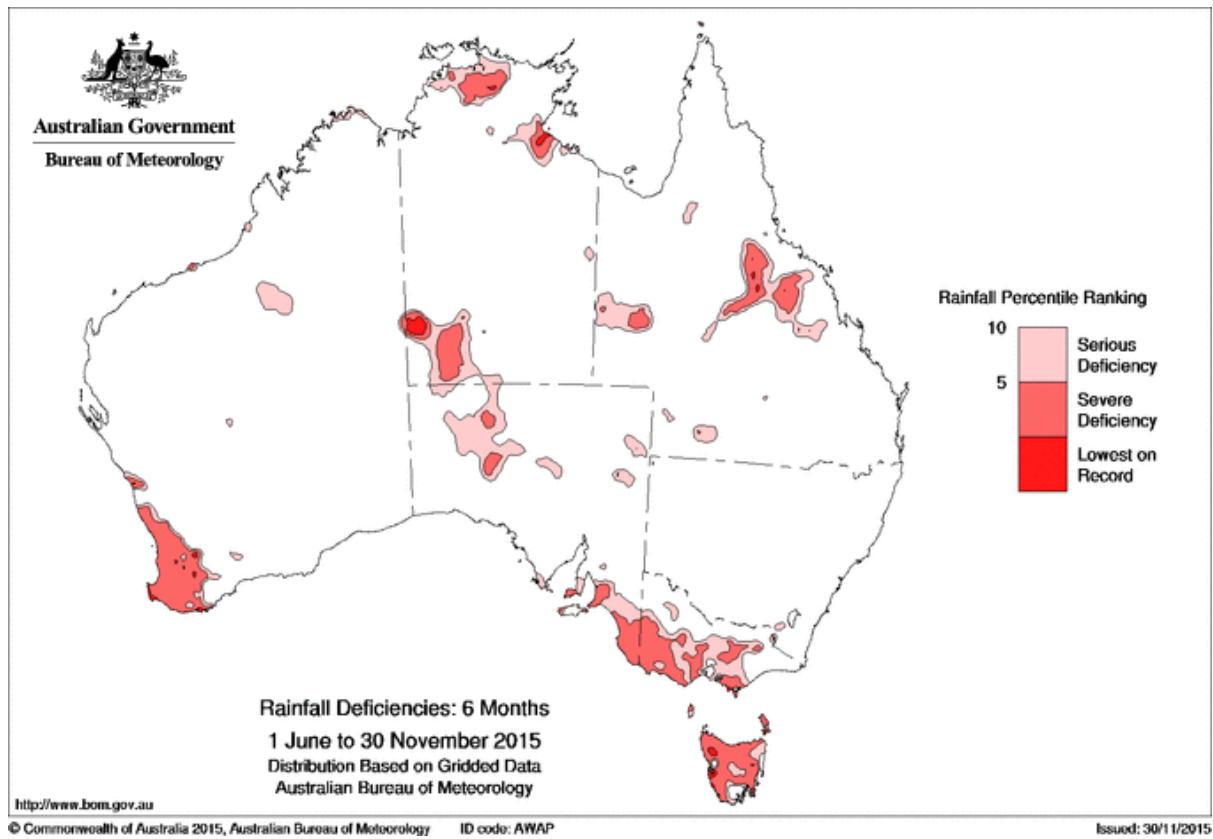 Australian Government
Bureau of Meteorology
Rainfall Percentile Ranking
10
Serious
Deficiency
5
Severe
Deficiency
Lowest on
Record
Rainfall Deficiencies: 6 Months
1 June to 30 November 2015
Distribution Based on Gridded Data
Australian Bureau of Meteorology
http://www.bom.gov.au
© Commonwealth of Australia 2015, Australian Bureau of Meteorology ID code: AWAP Issued: 30/11/2015